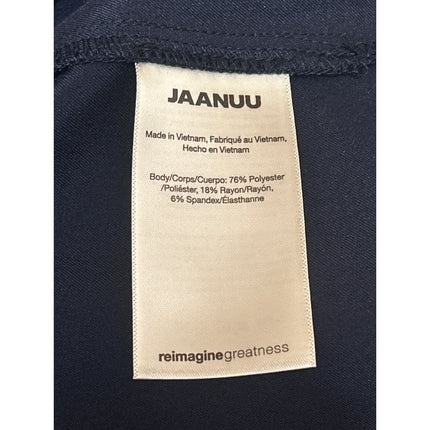 JAANUU
Made in Vietnam, Fabriqué au Vietnam,
Hecho en Vietnam
Body/Corps/Cuerpo: 76% Polyester
/Poliéster, 18% Rayon/Rayón,
6% Spandex/Élasthanne
reimaginegreatness